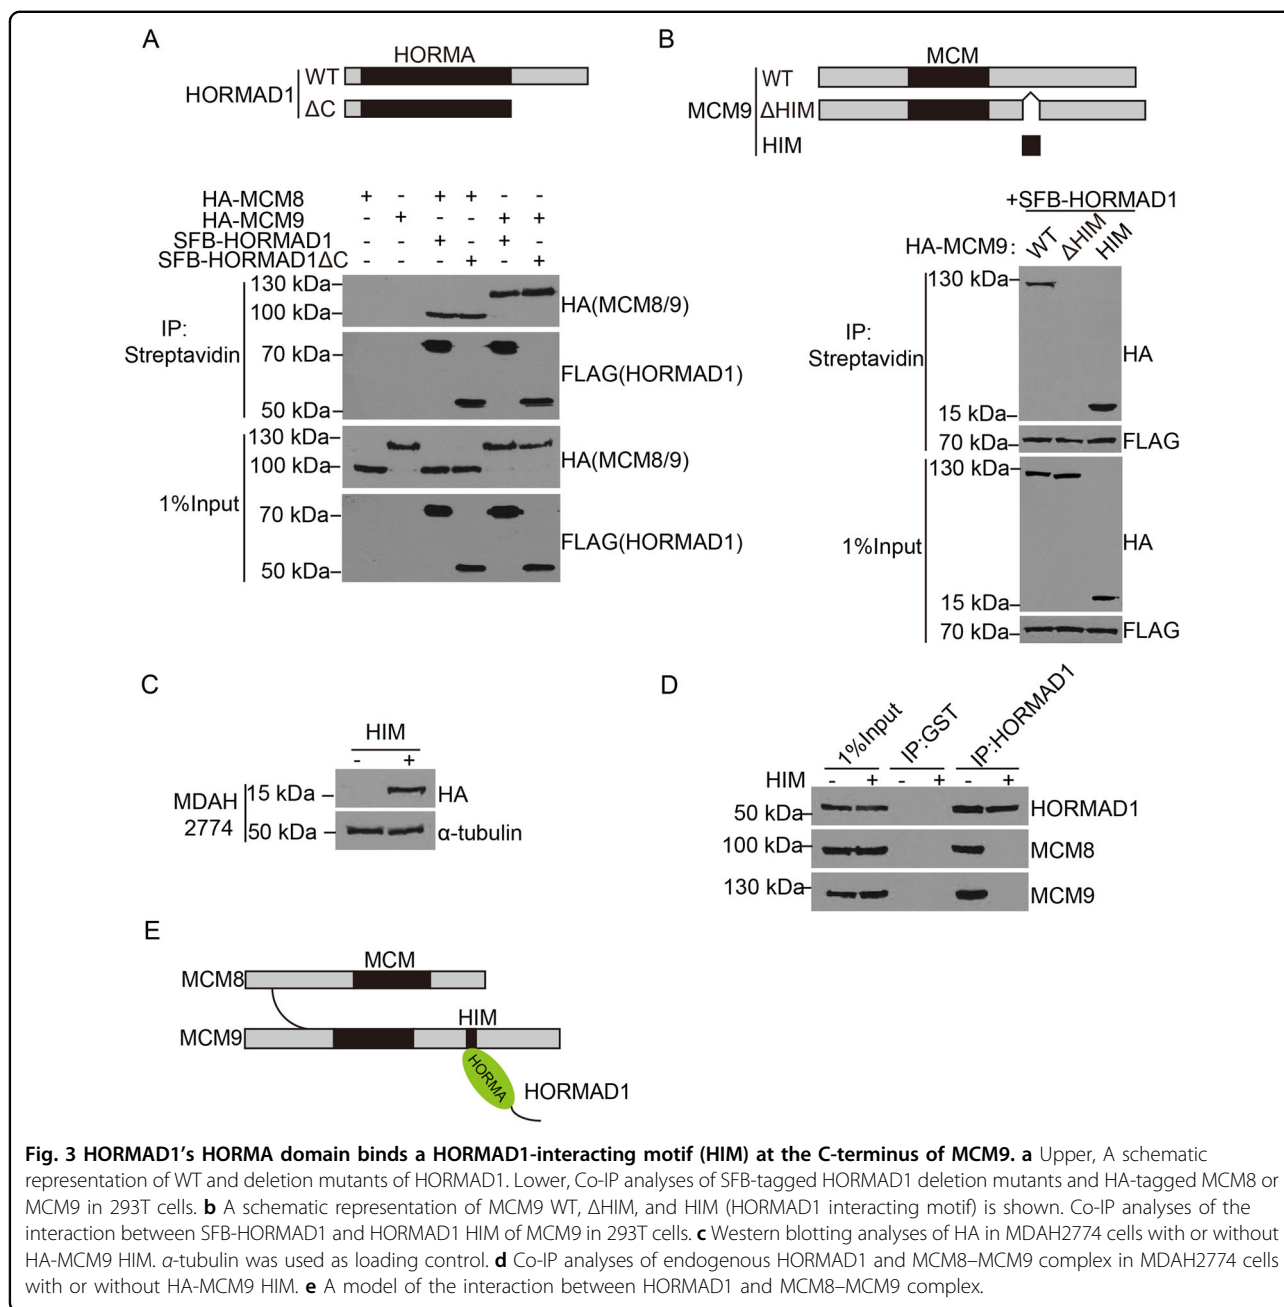 A
HORMA
HORMAD1
WT
ΔC
HA-MCM8 + - + + - -
HA-MCM9 - + - - + +
SFB-HORMAD1 - - + - + -
SFB-HORMAD1ΔC - - - + - +
IP:
Streptavidin
130 kDa
100 kDa
HA(MCM8/9)
70 kDa
50 kDa
FLAG(HORMAD1)
1%Input
130 kDa
100 kDa
HA(MCM8/9)
70 kDa
50 kDa
FLAG(HORMAD1)
B
MCM
MCM9
WT
ΔHIM
HIM
+SFB-HORMAD1
HA-MCM9: WT ΔHIM HIM
IP:
Streptavidin
130 kDa
15 kDa
HA
70 kDa
FLAG
1%Input
130 kDa
15 kDa
HA
70 kDa
FLAG
C
HIM
- +
MDAH
2774
15 kDa
HA
50 kDa
α-tubulin
D
1%Input IP:GST IP:HORMAD1
HIM - + - + - +
50 kDa
HORMAD1
100 kDa
MCM8
130 kDa
MCM9
E
MCM
MCM8
HIM
MCM9
HORMA
HORMAD1
Fig. 3 HORMAD1's HORMA domain binds a HORMAD1-interacting motif (HIM) at the C-terminus of MCM9. a Upper, A schematic
representation of WT and deletion mutants of HORMAD1. Lower, Co-IP analyses of SFB-tagged HORMAD1 deletion mutants and HA-tagged MCM8 or
MCM9 in 293T cells. b A schematic representation of MCM9 WT, ΔHIM, and HIM (HORMAD1 interacting motif) is shown. Co-IP analyses of the
interaction between SFB-HORMAD1 and HORMAD1 HIM of MCM9 in 293T cells. c Western blotting analyses of HA in MDAH2774 cells with or without
HA-MCM9 HIM. α-tubulin was used as loading control. d Co-IP analyses of endogenous HORMAD1 and MCM8–MCM9 complex in MDAH2774 cells
with or without HA-MCM9 HIM. e A model of the interaction between HORMAD1 and MCM8–MCM9 complex.